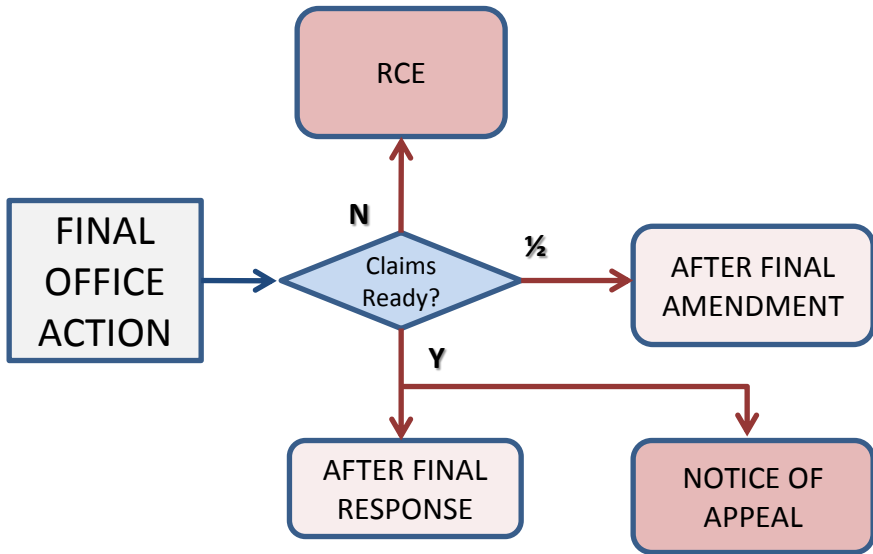 RCE
N
FINAL
OFFICE
ACTION
Claims
Ready?
½
AFTER FINAL
AMENDMENT
Y
AFTER FINAL
RESPONSE
NOTICE OF
APPEAL